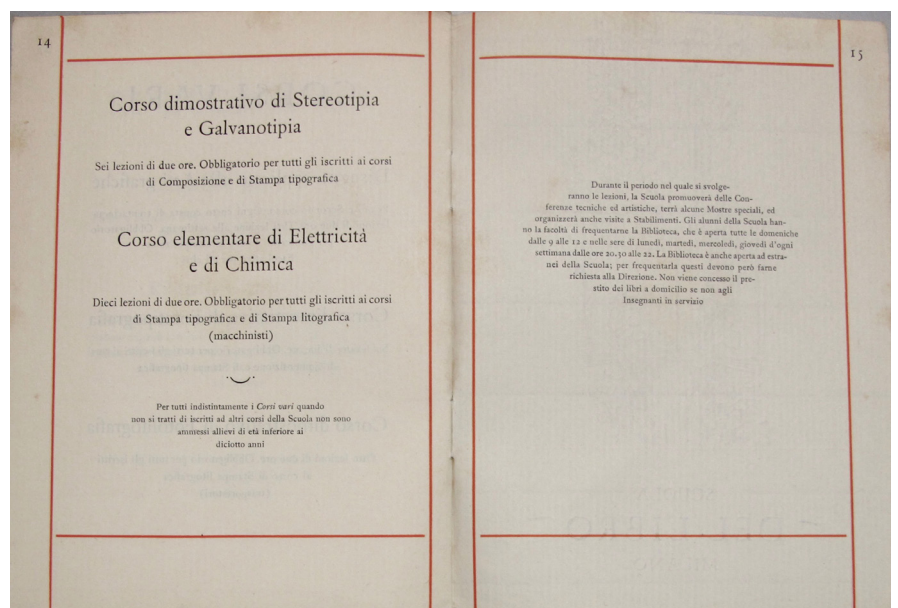 14
Corso dimostrativo di Stereotipia
e Galvanotipia
Sei lezioni di due ore. Obbligatorio per tutti gli iscritti ai corsi
di Composizione e di Stampa tipografica
Corso elementare di Elettricità
e di Chimica
Dieci lezioni di due ore. Obbligatorio per tutti gli iscritti ai corsi
di Stampa tipografica e di Stampa litografica
(macchinisti)
Per tutti indistintamente i Corsi vari quando
non si tratti di iscritti ad altri corsi della Scuola non sono
ammessi allievi di età inferiore ai
diciotto anni
15
Durante il periodo nel quale si svolge-
ranno le lezioni, la Scuola promuoverà delle Con-
ferenze tecniche ed artistiche, terrà alcune Mostre speciali, ed
organizzerà anche visite a Stabilimenti. Gli alunni della Scuola han-
no la facoltà di frequentarne la Biblioteca, che è aperta tutte le domeniche
dalle 9 alle 12 e nelle sere di lunedì, martedì, mercoledì, giovedì d'ogni
settimana dalle ore 20.30 alle 22. La Biblioteca è anche aperta ad estra-
nei della Scuola; per frequentarla questi devono però farne
richiesta alla Direzione. Non viene concesso il pre-
stito dei libri a domicilio se non agli
Insegnanti in servizio